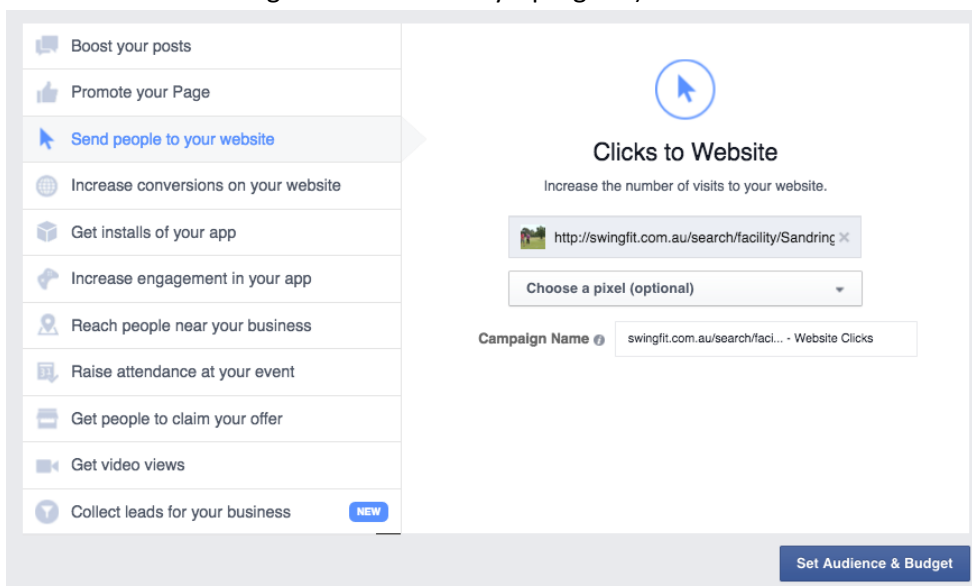 Boost your posts
Promote your Page
Send people to your website
Increase conversions on your website
Get installs of your app
Increase engagement in your app
Reach people near your business
Raise attendance at your event
Get people to claim your offer
Get video views
Collect leads for your business NEW
Clicks to Website
Increase the number of visits to your website.
http://swingfit.com.au/search/facility/Sandring
Choose a pixel (optional)
Campaign Name swingfit.com.au/search/faci... - Website Clicks
Set Audience & Budget